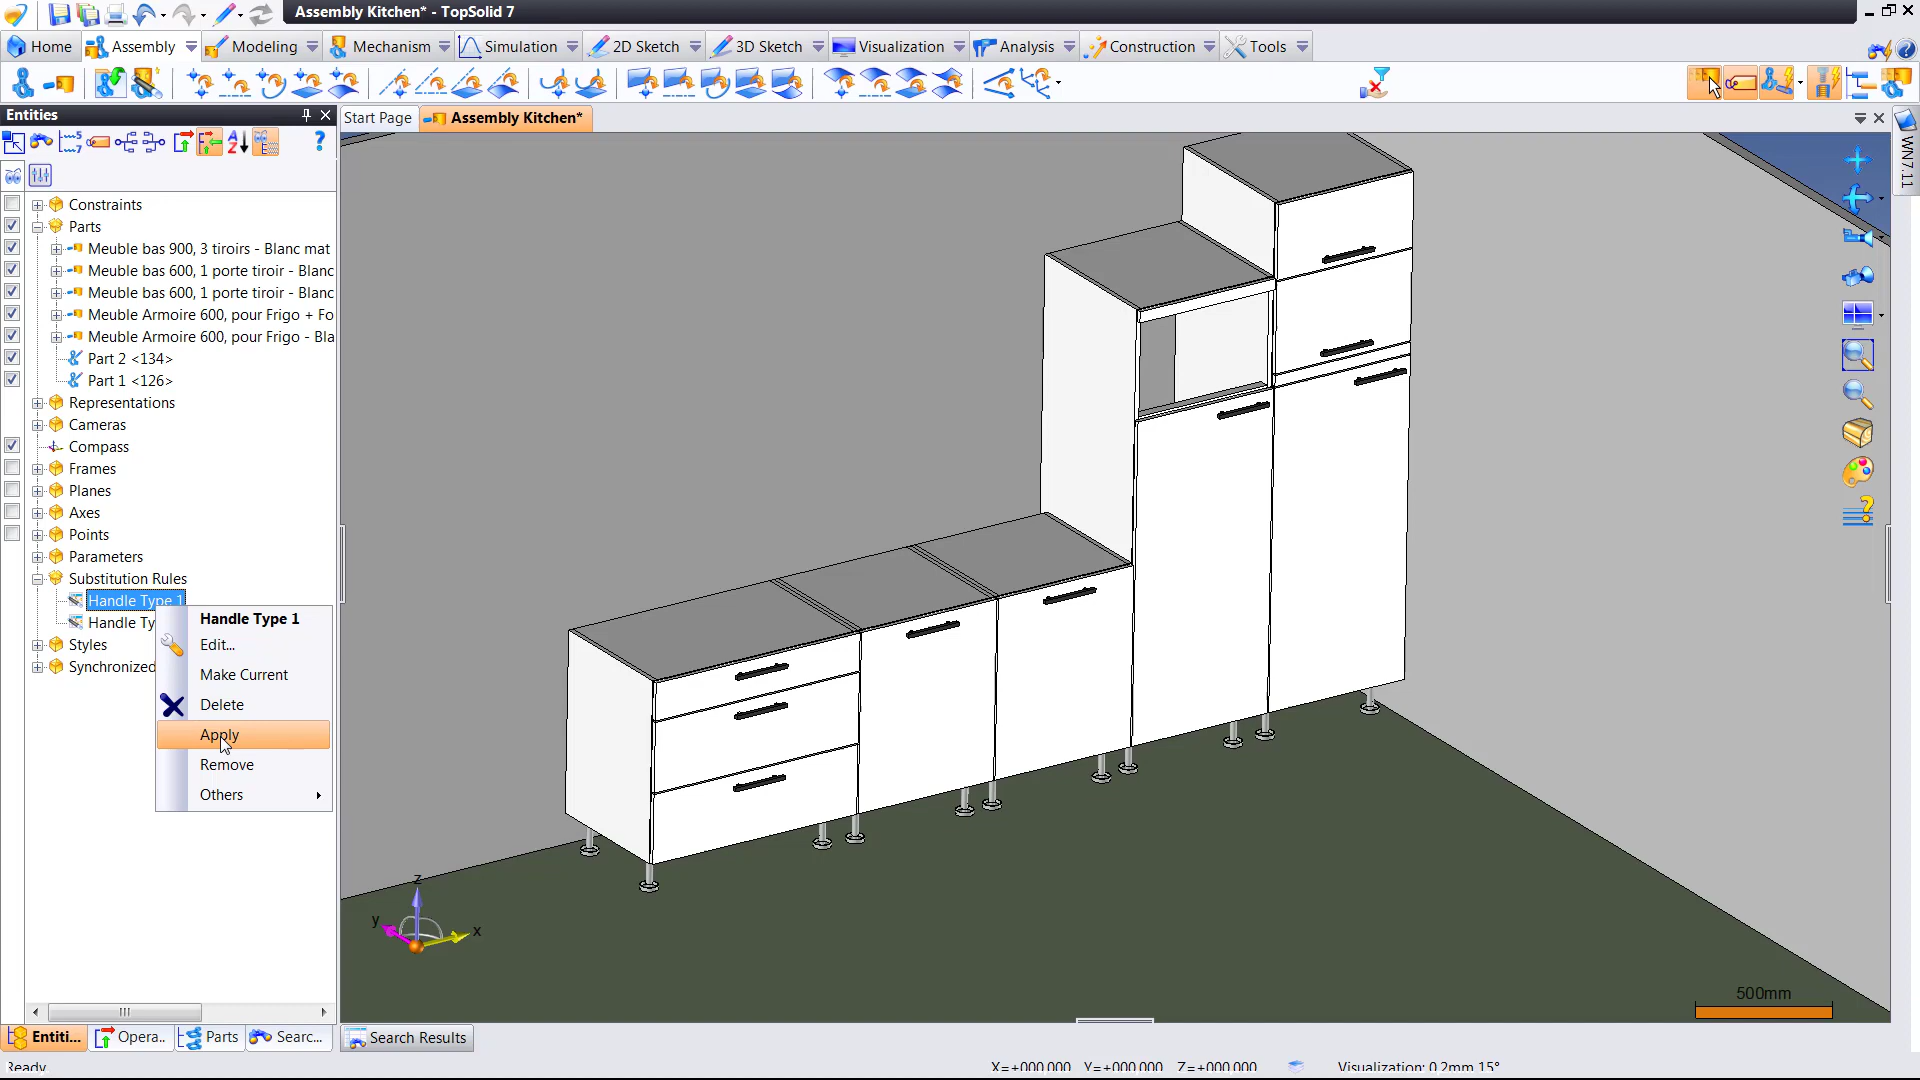 Assembly Kitchen* - TopSolid 7
Home
Assembly
Modeling
Mechanism
Simulation
2D Sketch
3D Sketch
Visualization
Analysis
Construction
Tools
Entities
Start Page
Assembly Kitchen*
WN7.11
Constraints
Parts
Meuble bas 900, 3 tiroirs - Blanc mat
Meuble bas 600, 1 porte tiroir - Blanc
Meuble bas 600, 1 porte tiroir - Blanc
Meuble Armoire 600, pour Frigo + Fo
Meuble Armoire 600, pour Frigo - Bla
Part 2 <134>
Part 1 <126>
Representations
Cameras
Compass
Frames
Planes
Axes
Points
Parameters
Substitution Rules
Handle Type 1
Handle Ty
Styles
Synchronized
Handle Type 1
Edit...
Make Current
Delete
Apply
Remove
Others
z
y
x
500mm
Entiti...
Opera..
Parts
Searc...
Search Results
Ready
X=+000,000 Y=+000,000 Z=+000,000
Visualization: 0.2mm 15°